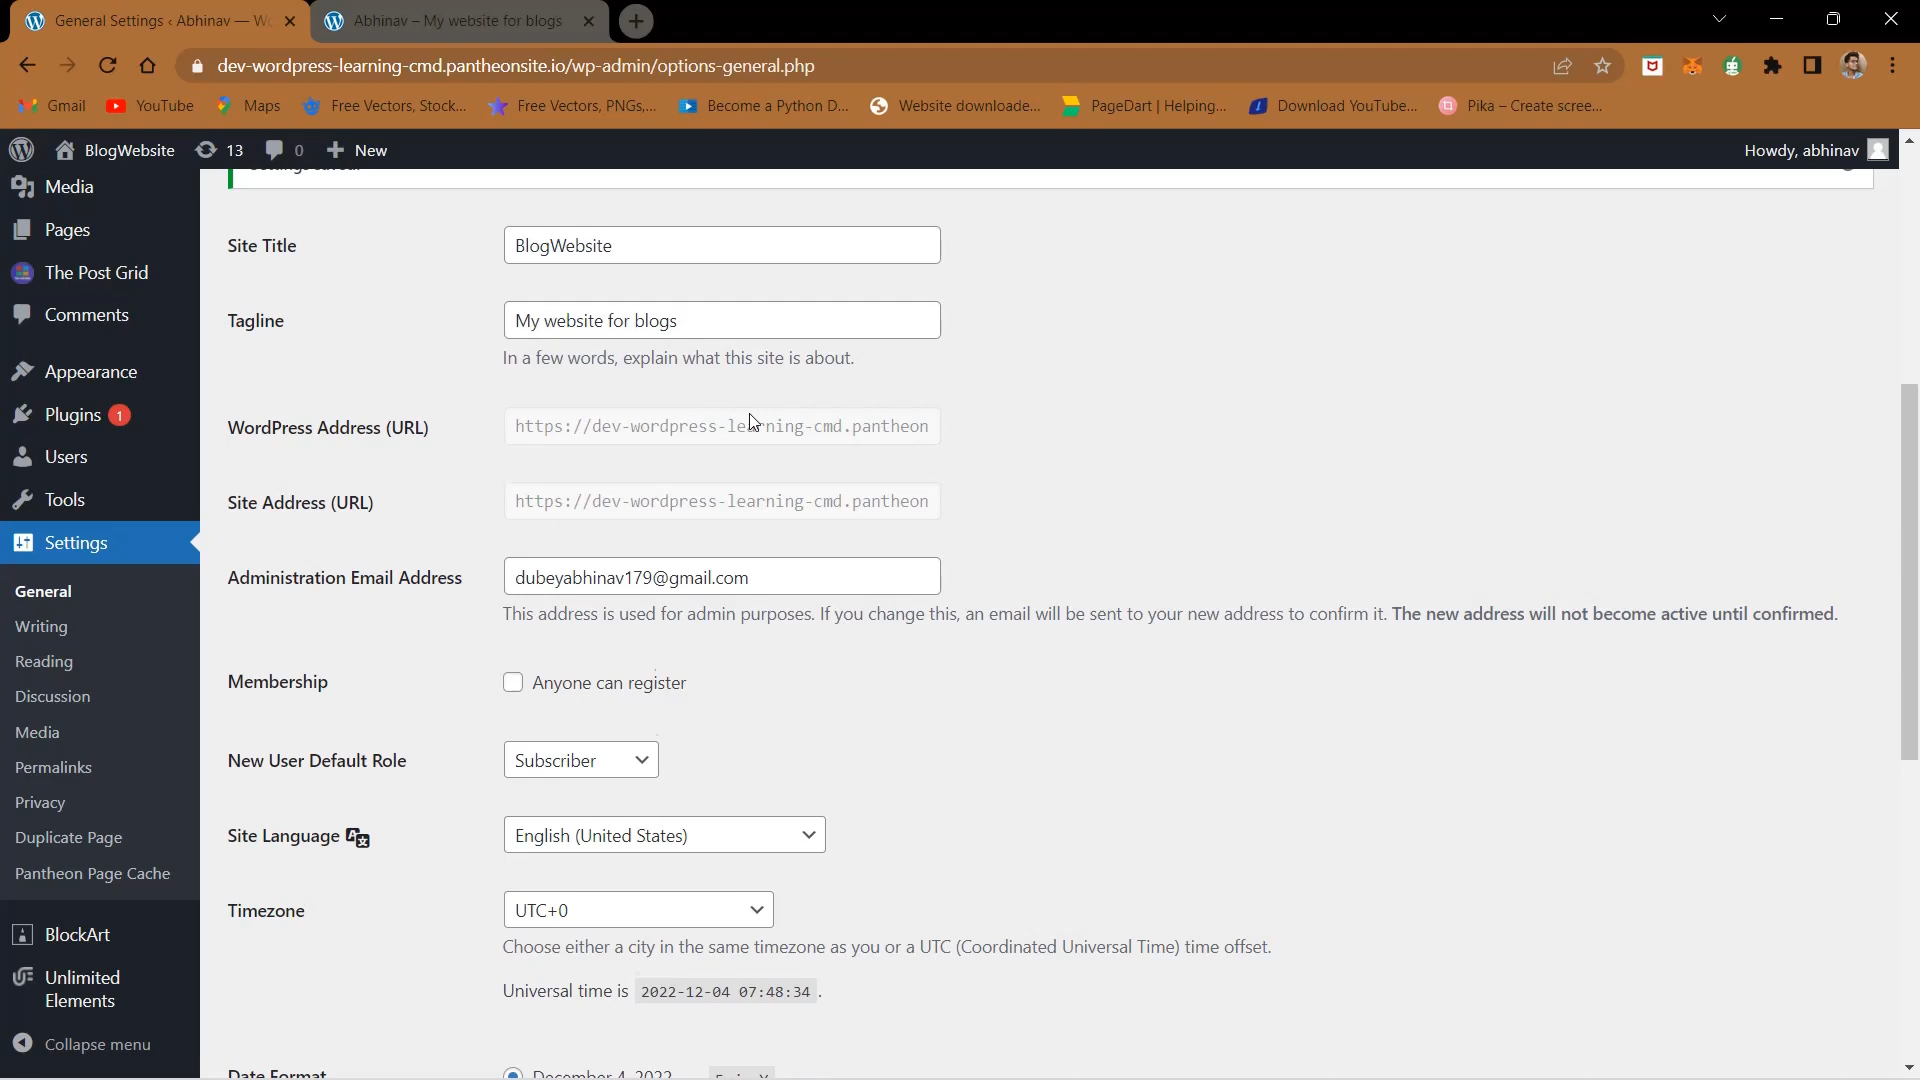 General Settings ‹ Abhinav — W
Abhinav – My website for blogs
dev-wordpress-learning-cmd.pantheonsite.io/wp-admin/options-general.php
Gmail
YouTube
Maps
Free Vectors, Stock...
Free Vectors, PNGs,...
Become a Python D...
Website downloade...
PageDart | Helping...
Download YouTube...
Pika – Create scree...
BlogWebsite
13
0
New
Howdy, abhinav
Media
Pages
The Post Grid
Comments
Appearance
Plugins 1
Users
Tools
Settings
General
Writing
Reading
Discussion
Media
Permalinks
Privacy
Duplicate Page
Pantheon Page Cache
BlockArt
Unlimited
Elements
Collapse menu
Site Title
BlogWebsite
Tagline
My website for blogs
In a few words, explain what this site is about.
WordPress Address (URL)
https://dev-wordpress-learning-cmd.pantheon
Site Address (URL)
https://dev-wordpress-learning-cmd.pantheon
Administration Email Address
dubeyabhinav179@gmail.com
This address is used for admin purposes. If you change this, an email will be sent to your new address to confirm it. The new address will not become active until confirmed.
Membership
Anyone can register
New User Default Role
Subscriber
Site Language
English (United States)
Timezone
UTC+0
Choose either a city in the same timezone as you or a UTC (Coordinated Universal Time) time offset.
Universal time is 2022-12-04 07:48:34 .
Date Format
December 4, 2022